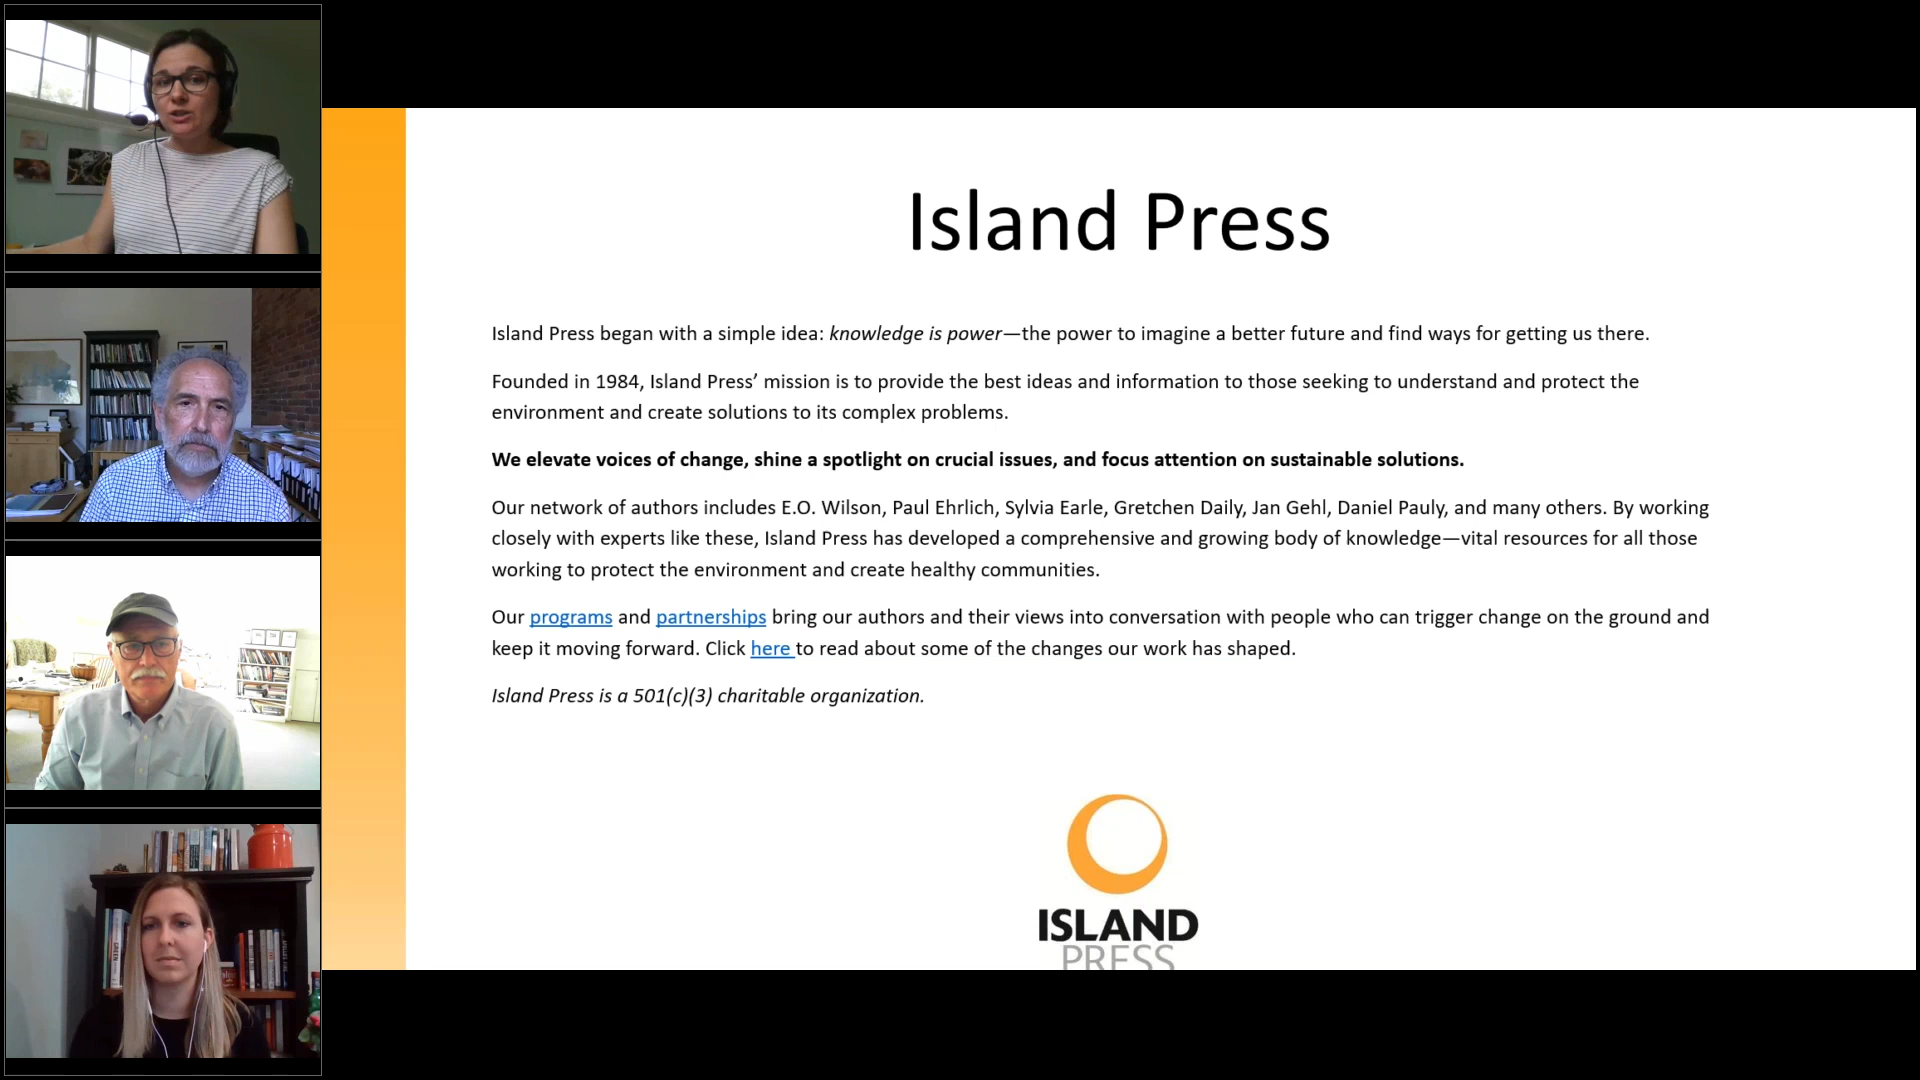 Island Press
Island Press began with a simple idea: knowledge is power—the power to imagine a better future and find ways for getting us there.
Founded in 1984, Island Press’ mission is to provide the best ideas and information to those seeking to understand and protect the
environment and create solutions to its complex problems.
We elevate voices of change, shine a spotlight on crucial issues, and focus attention on sustainable solutions.
Our network of authors includes E.O. Wilson, Paul Ehrlich, Sylvia Earle, Gretchen Daily, Jan Gehl, Daniel Pauly, and many others. By working
closely with experts like these, Island Press has developed a comprehensive and growing body of knowledge—vital resources for all those
working to protect the environment and create healthy communities.
Our programs and partnerships bring our authors and their views into conversation with people who can trigger change on the ground and
keep it moving forward. Click here to read about some of the changes our work has shaped.
Island Press is a 501(c)(3) charitable organization.
ISLAND
PRESS
GREEN